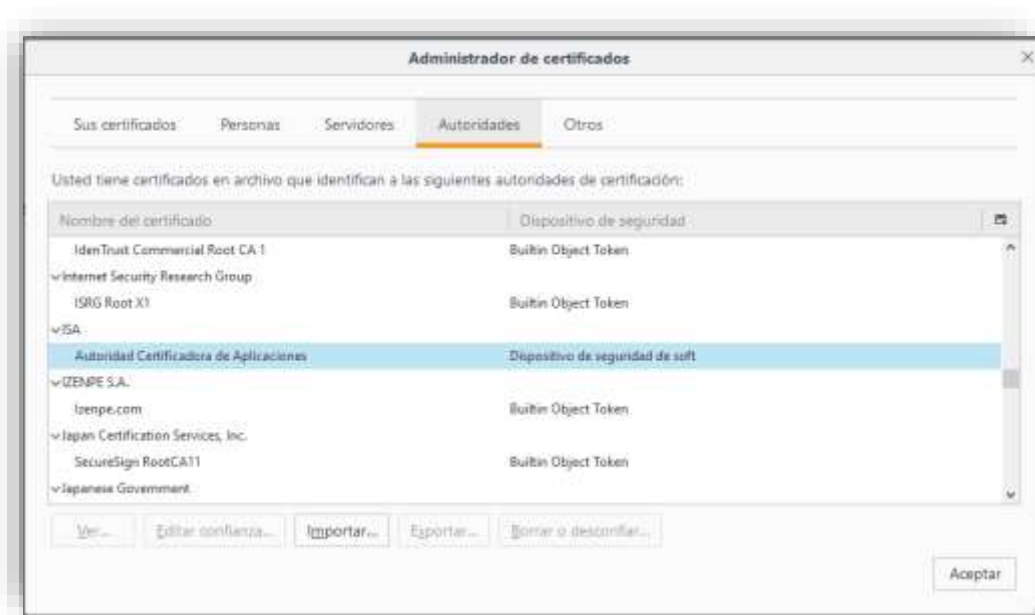 Administrador de certificados
Sus certificados Personas Servidores Autoridades Otros
Usted tiene certificados en archivo que identifican a las siguientes autoridades de certificación:
Nombre del certificado Dispositivo de seguridad
IdenTrust Commercial Root CA 1 Builtin Object Token
Internet Security Research Group
ISRG Root X1 Builtin Object Token
ISA
Autoridad Certificadora de Aplicaciones Dispositivo de seguridad de soft
IZENPE S.A.
Izenpe.com Builtin Object Token
Japan Certification Services, Inc.
SecureSign RootCA11 Builtin Object Token
Japanese Government
Ver... Editar confianza... Importar... Exportar... Borrar o desconfiar...
Aceptar